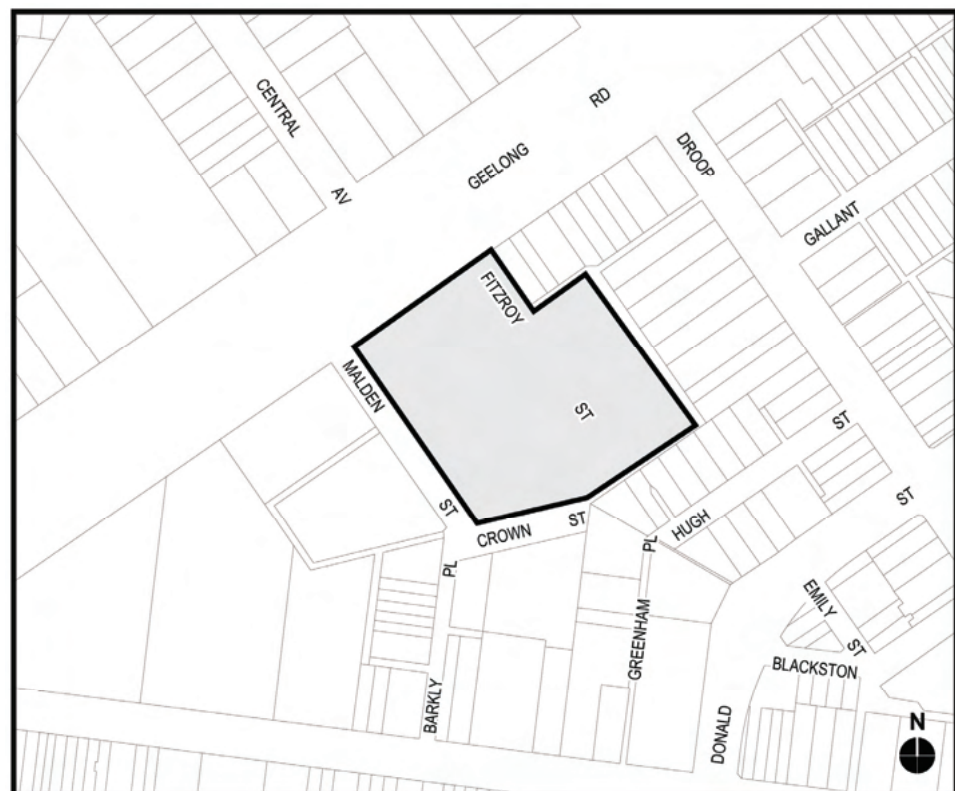 CENTRAL
AV
GEELONG
RD
DROOP
GALLANT
FITZROY
ST
MALDEN
ST
CROWN
ST
HUGH
ST
ST
PL
PL
GREENHAM
BARKLY
EMILY
ST
BLACKSTON
DONALD
N